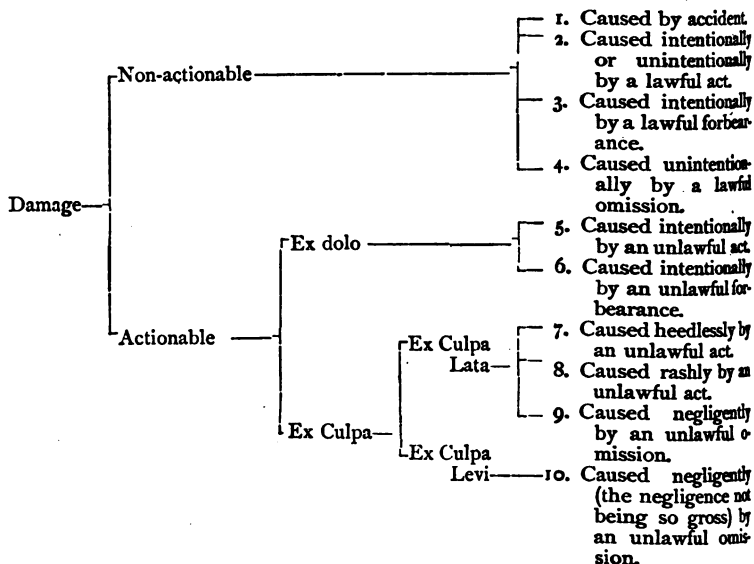 Damage
Non-actionable
1. Caused by accident.
2. Caused intentionally
or unintentionally
by a lawful act.
3. Caused intentionally
by a lawful forbear-
ance.
4. Caused unintention-
ally by a lawful
omission.
Actionable
Ex dolo
5. Caused intentionally
by an unlawful act.
6. Caused intentionally
by an unlawful for-
bearance.
Ex Culpa
Ex Culpa
Lata
7. Caused heedlessly by
an unlawful act.
8. Caused rashly by an
unlawful act.
9. Caused negligently
by an unlawful o-
mission.
Ex Culpa
Levi
10. Caused negligently
(the negligence not
being so gross) by
an unlawful omis-
sion.